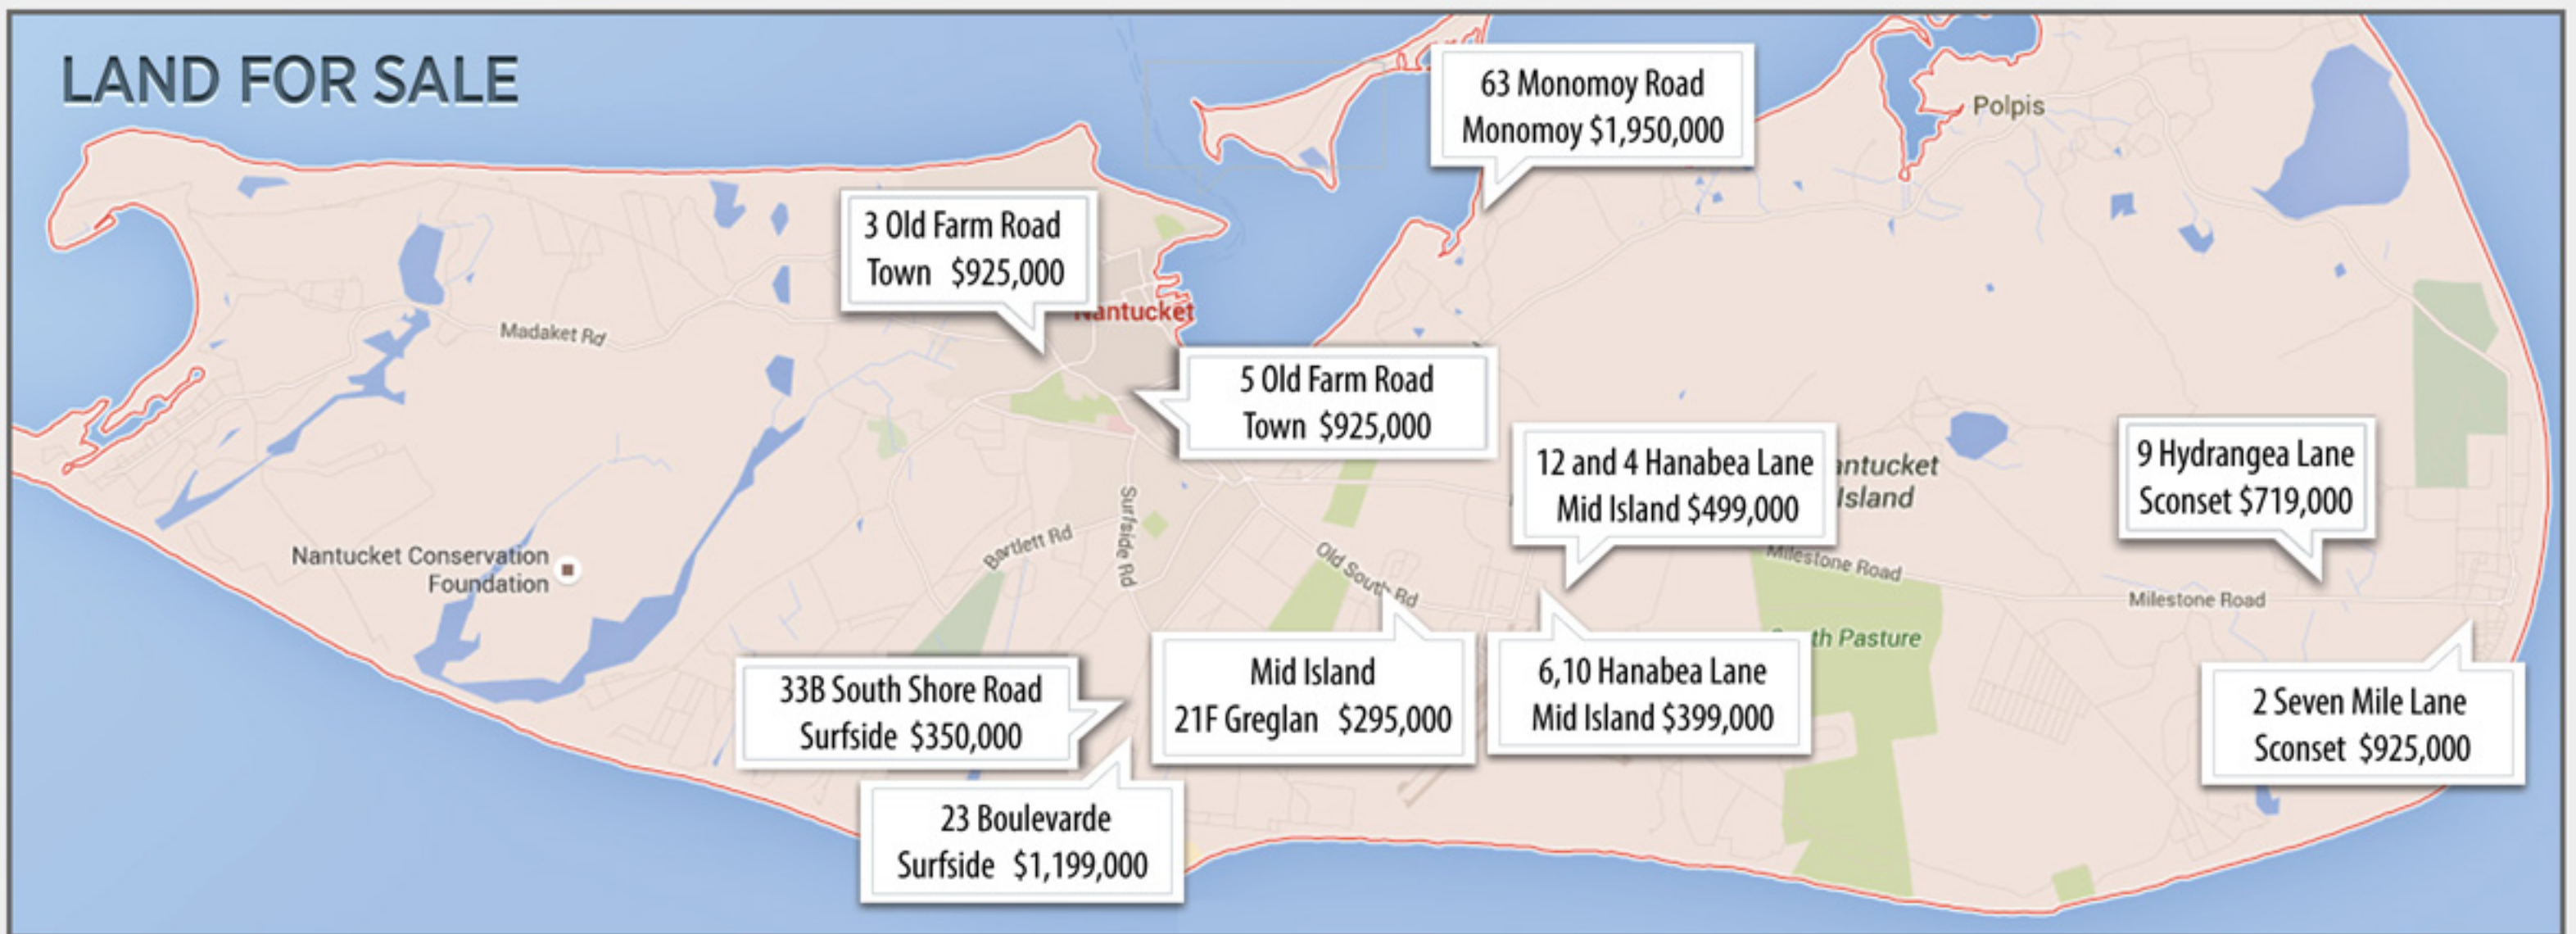 LAND FOR SALE
63 Monomoy Road
Monomoy $1,950,000
Polpis
3 Old Farm Road
Town $925,000
Nantucket
Madaket Rd
5 Old Farm Road
Town $925,000
12 and 4 Hanabea Lane
Mid Island $499,000
antucket
Island
9 Hydrangea Lane
Sconset $719,000
Nantucket Conservation
Foundation
Bartlett Rd
Surfside Rd
Old South Rd
Milestone Road
Milestone Road
th Pasture
33B South Shore Road
Surfside $350,000
Mid Island
21F Greglan $295,000
6,10 Hanabea Lane
Mid Island $399,000
2 Seven Mile Lane
Sconset $925,000
23 Boulevarde
Surfside $1,199,000